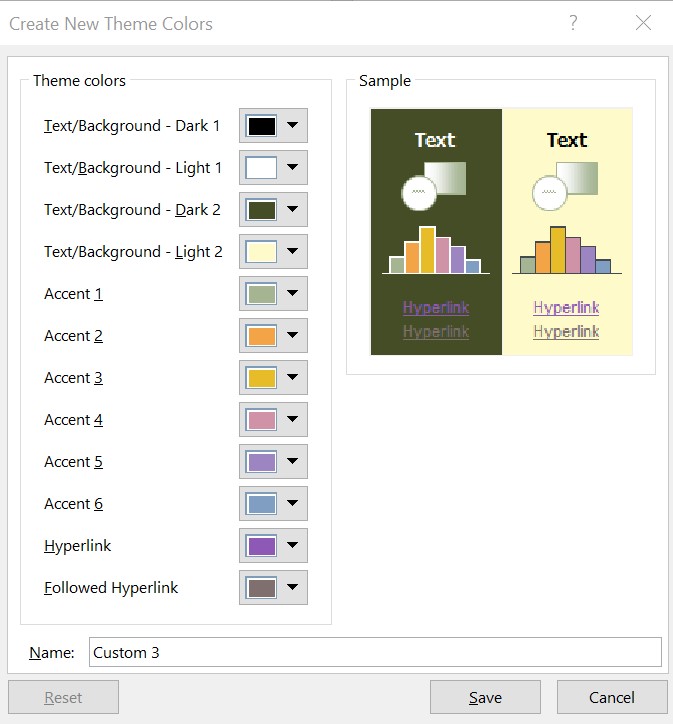 Create New Theme Colors ?
Theme colors
Text/Background - Dark 1
Text/Background - Light 1
Text/Background - Dark 2
Text/Background - Light 2
Accent 1
Accent 2
Accent 3
Accent 4
Accent 5
Accent 6
Hyperlink
Followed Hyperlink
Sample
Text
Hyperlink
Hyperlink
Text
Hyperlink
Hyperlink
Name: Custom 3
Reset Save Cancel